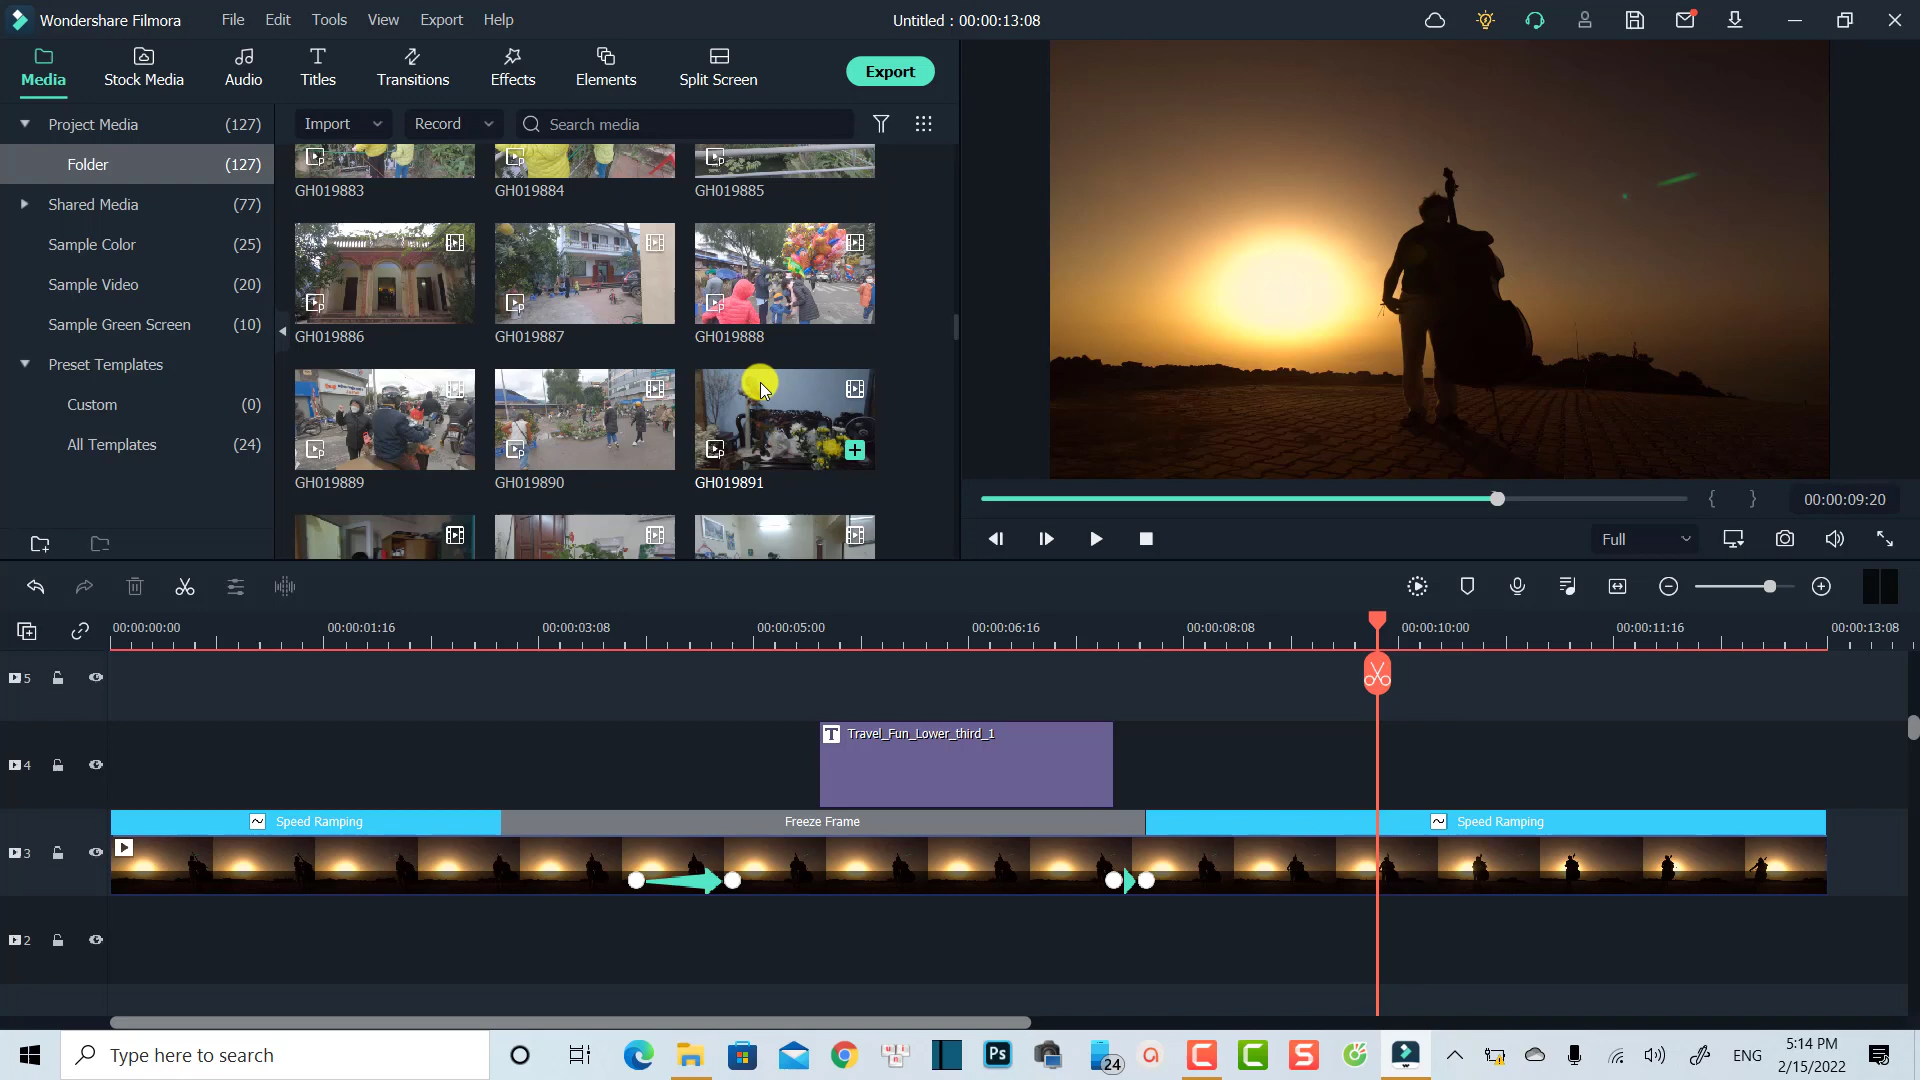 Wondershare Filmora
File Edit Tools View Export Help
Untitled : 00:00:13:08
Media
Stock Media
Audio
Titles
Transitions
Effects
Elements
Split Screen
Export
Project Media (127)
Folder (127)
Shared Media (77)
Sample Color (25)
Sample Video (20)
Sample Green Screen (10)
Preset Templates
Custom (0)
All Templates (24)
Import
Record
Search media
GH019883 GH019884 GH019885
GH019886 GH019887 GH019888
GH019889 GH019890 GH019891
00:00:09:20
Full
00:00:00:00 00:00:01:16 00:00:03:08 00:00:05:00 00:00:06:16 00:00:08:08 00:00:10:00 00:00:11:16 00:00:13:08
5
4
T Travel_Fun_Lower_third_1
Speed Ramping Freeze Frame Speed Ramping
3
2
Type here to search
Ps
24
ENG
5:14 PM
2/15/2022